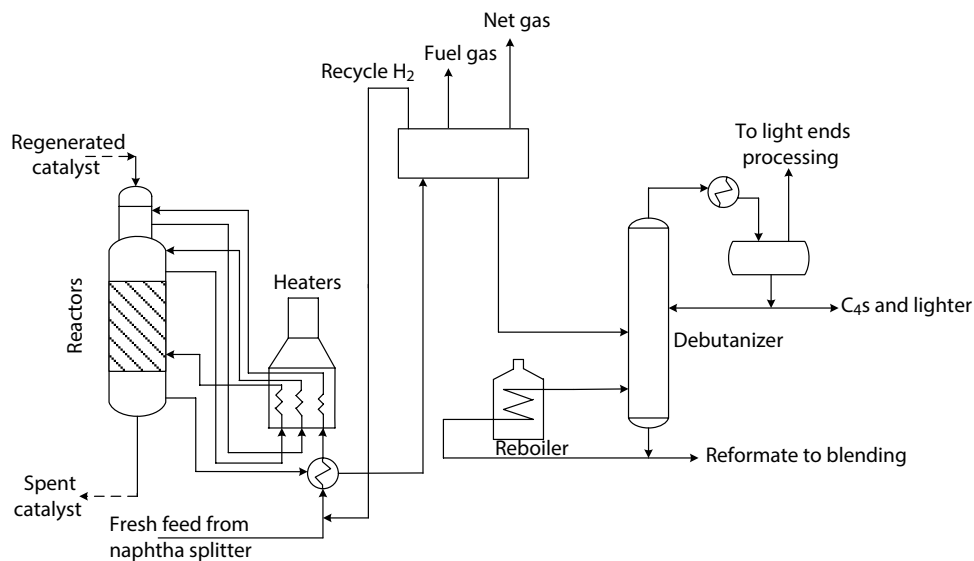 Net gas
Fuel gas
Recycle H₂
Regenerated
catalyst
To light ends
processing
Heaters
Reactors
C₄s and lighter
Debutanizer
Reboiler
Reformate to blending
Spent
catalyst
Fresh feed from
naphtha splitter